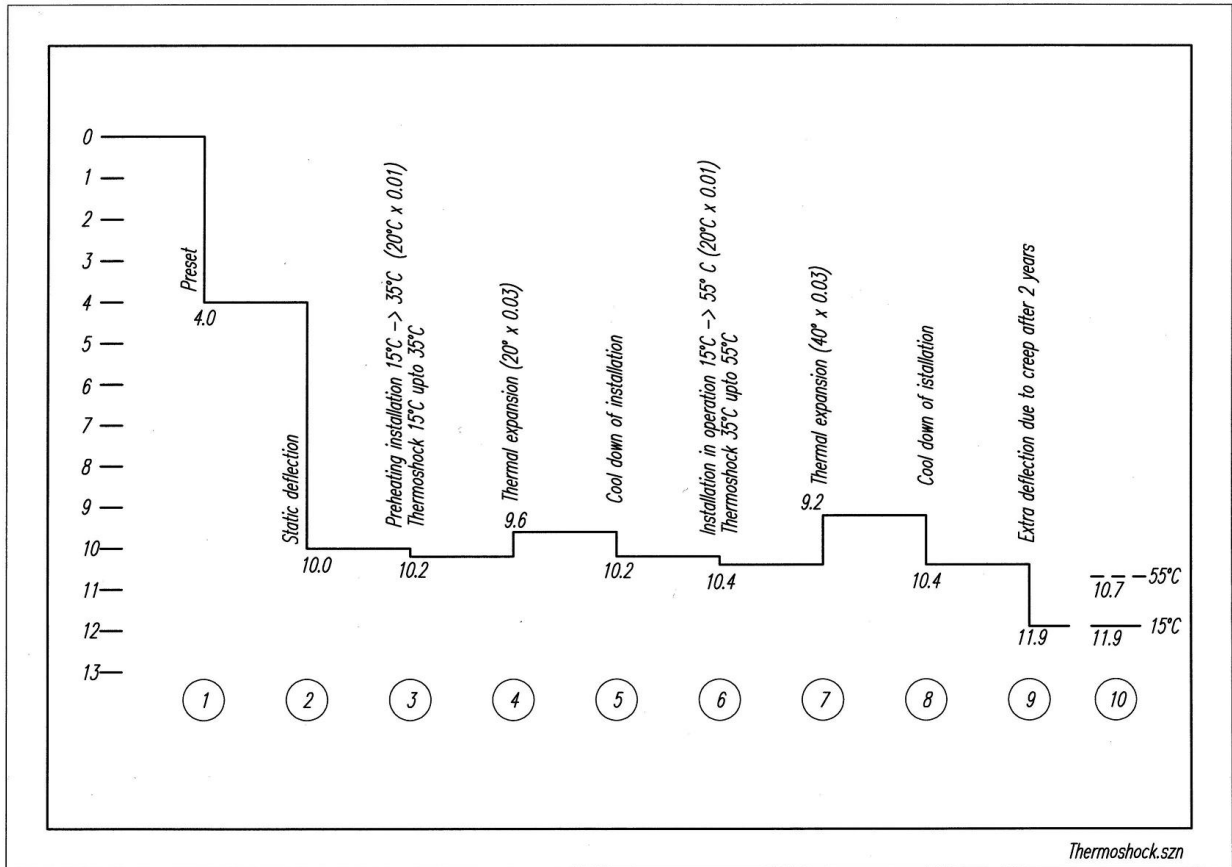 0
1
2
3
4
5
6
7
8
9
10
11
12
13
Preset
4.0
Static deflection
10.0
Preheating installation 15°C -> 35°C (20°C x 0.01)
Thermoshock 15°C upto 35°C
10.2
Thermal expansion (20° x 0.03)
9.6
Cool down of installation
10.2
Installation in operation 15°C -> 55° C (20°C x 0.01)
Thermoshock 35°C upto 55°C
10.4
Thermal expansion (40° x 0.03)
9.2
Cool down of istallation
10.4
Extra deflection due to creep after 2 years
11.9
10.7
55°C
11.9
15°C
1 2 3 4 5 6 7 8 9 10
Thermoshock.szn